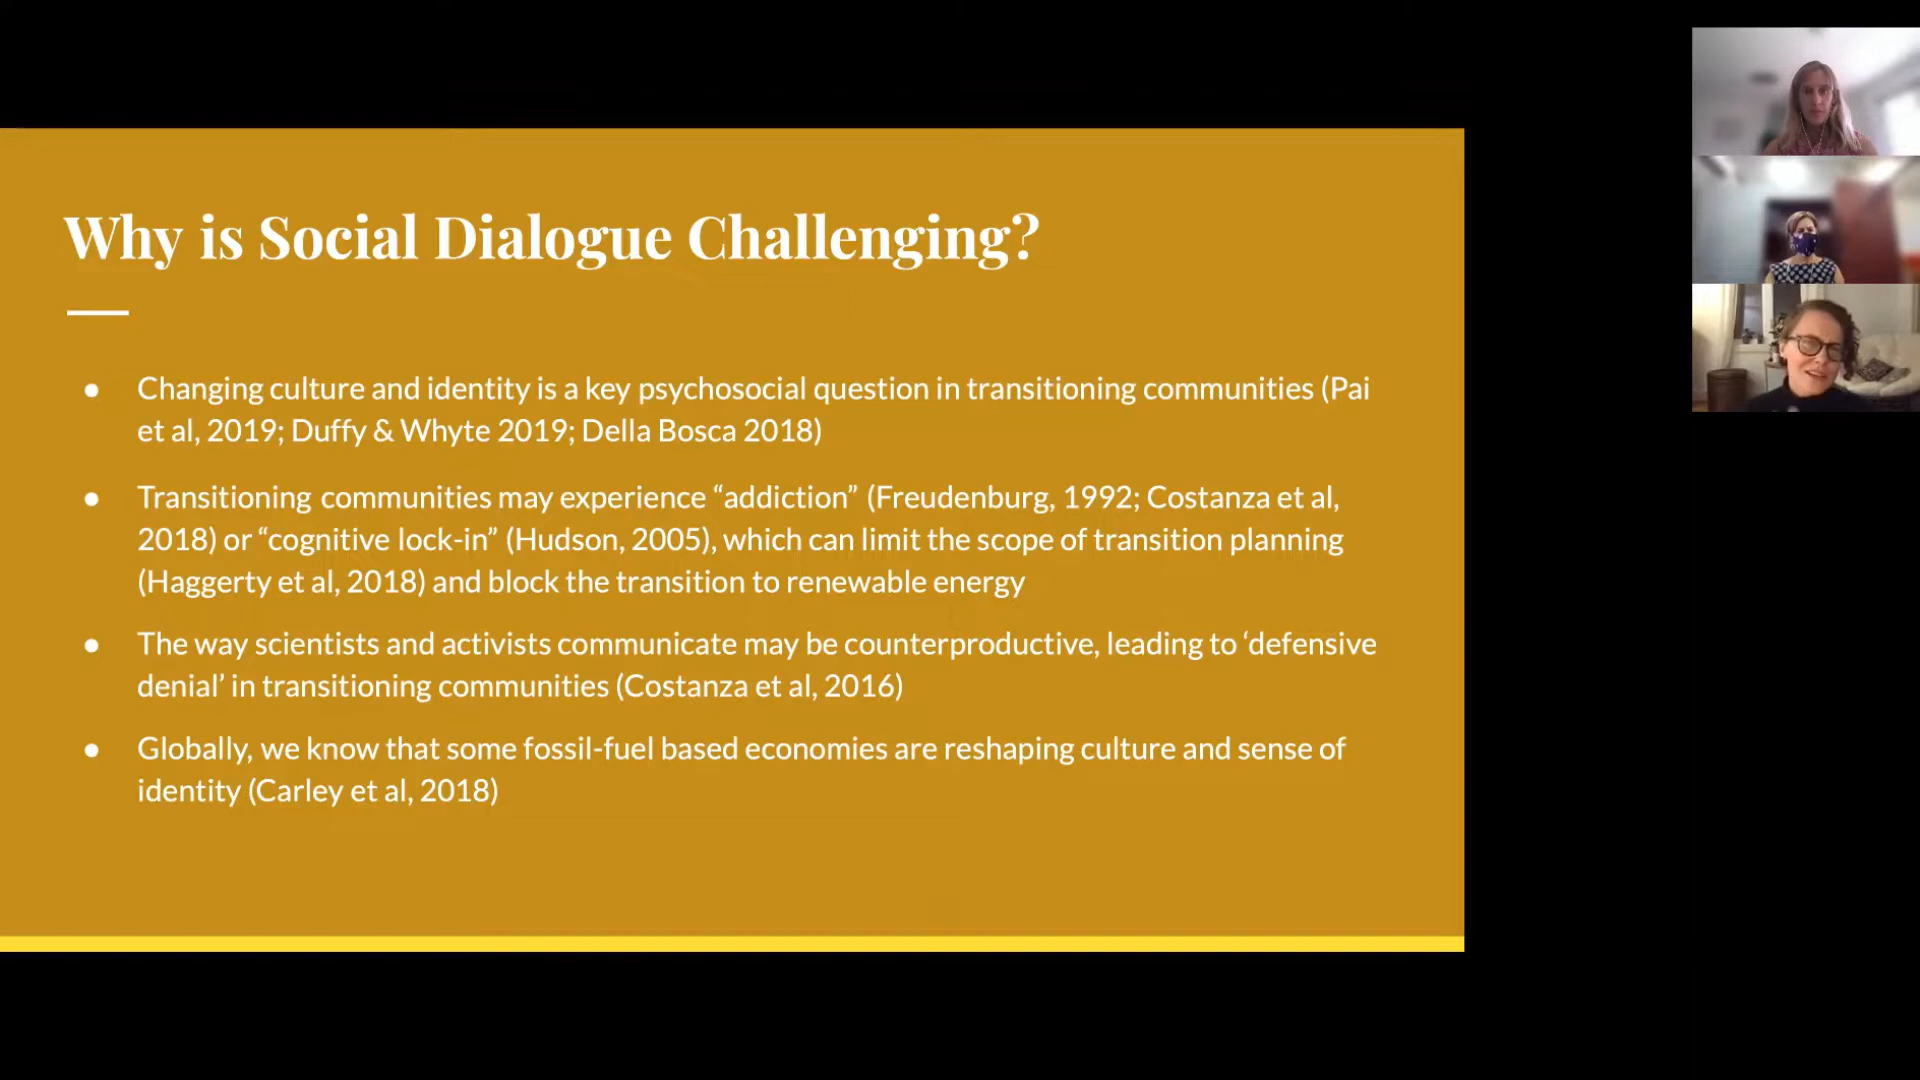 Why is Social Dialogue Challenging?
● Changing culture and identity is a key psychosocial question in transitioning communities (Pai
et al, 2019; Duffy & Whyte 2019; Della Bosca 2018)
● Transitioning communities may experience “addiction” (Freudenburg, 1992; Costanza et al,
2018) or “cognitive lock-in” (Hudson, 2005), which can limit the scope of transition planning
(Haggerty et al, 2018) and block the transition to renewable energy
● The way scientists and activists communicate may be counterproductive, leading to ‘defensive
denial’ in transitioning communities (Costanza et al, 2016)
● Globally, we know that some fossil-fuel based economies are reshaping culture and sense of
identity (Carley et al, 2018)